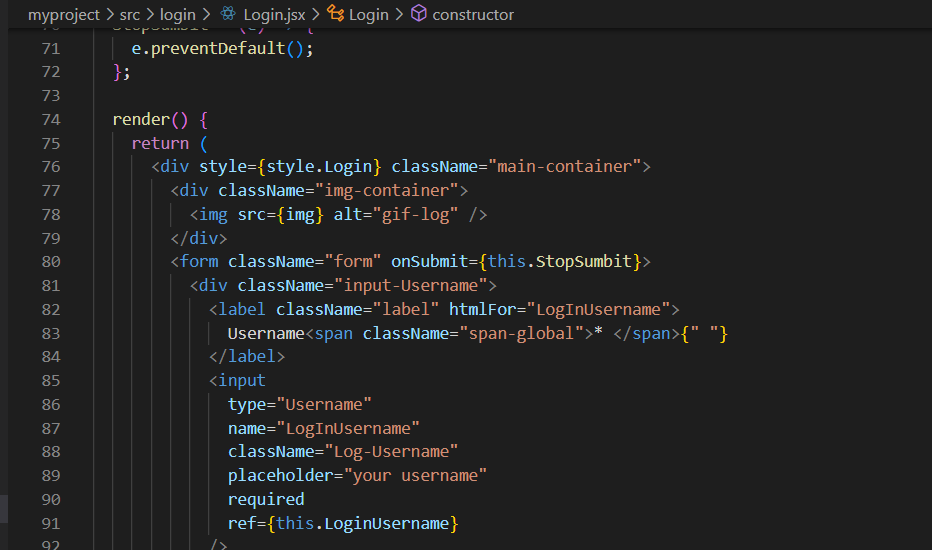 myproject > src > login > Login.jsx > Login > constructor
71 e.preventDefault();
72 };
73
74 render() {
75 return (
76 <div style={style.Login} className="main-container">
77 <div className="img-container">
78 <img src={img} alt="gif-log" />
79 </div>
80 <form className="form" onSubmit={this.StopSumbit}>
81 <div className="input-Username">
82 <label className="label" htmlFor="LogInUsername">
83 Username<span className="span-global">* </span>{" "}
84 </label>
85 <input
86 type="Username"
87 name="LogInUsername"
88 className="Log-Username"
89 placeholder="your username"
90 required
91 ref={this.LoginUsername}
92 />